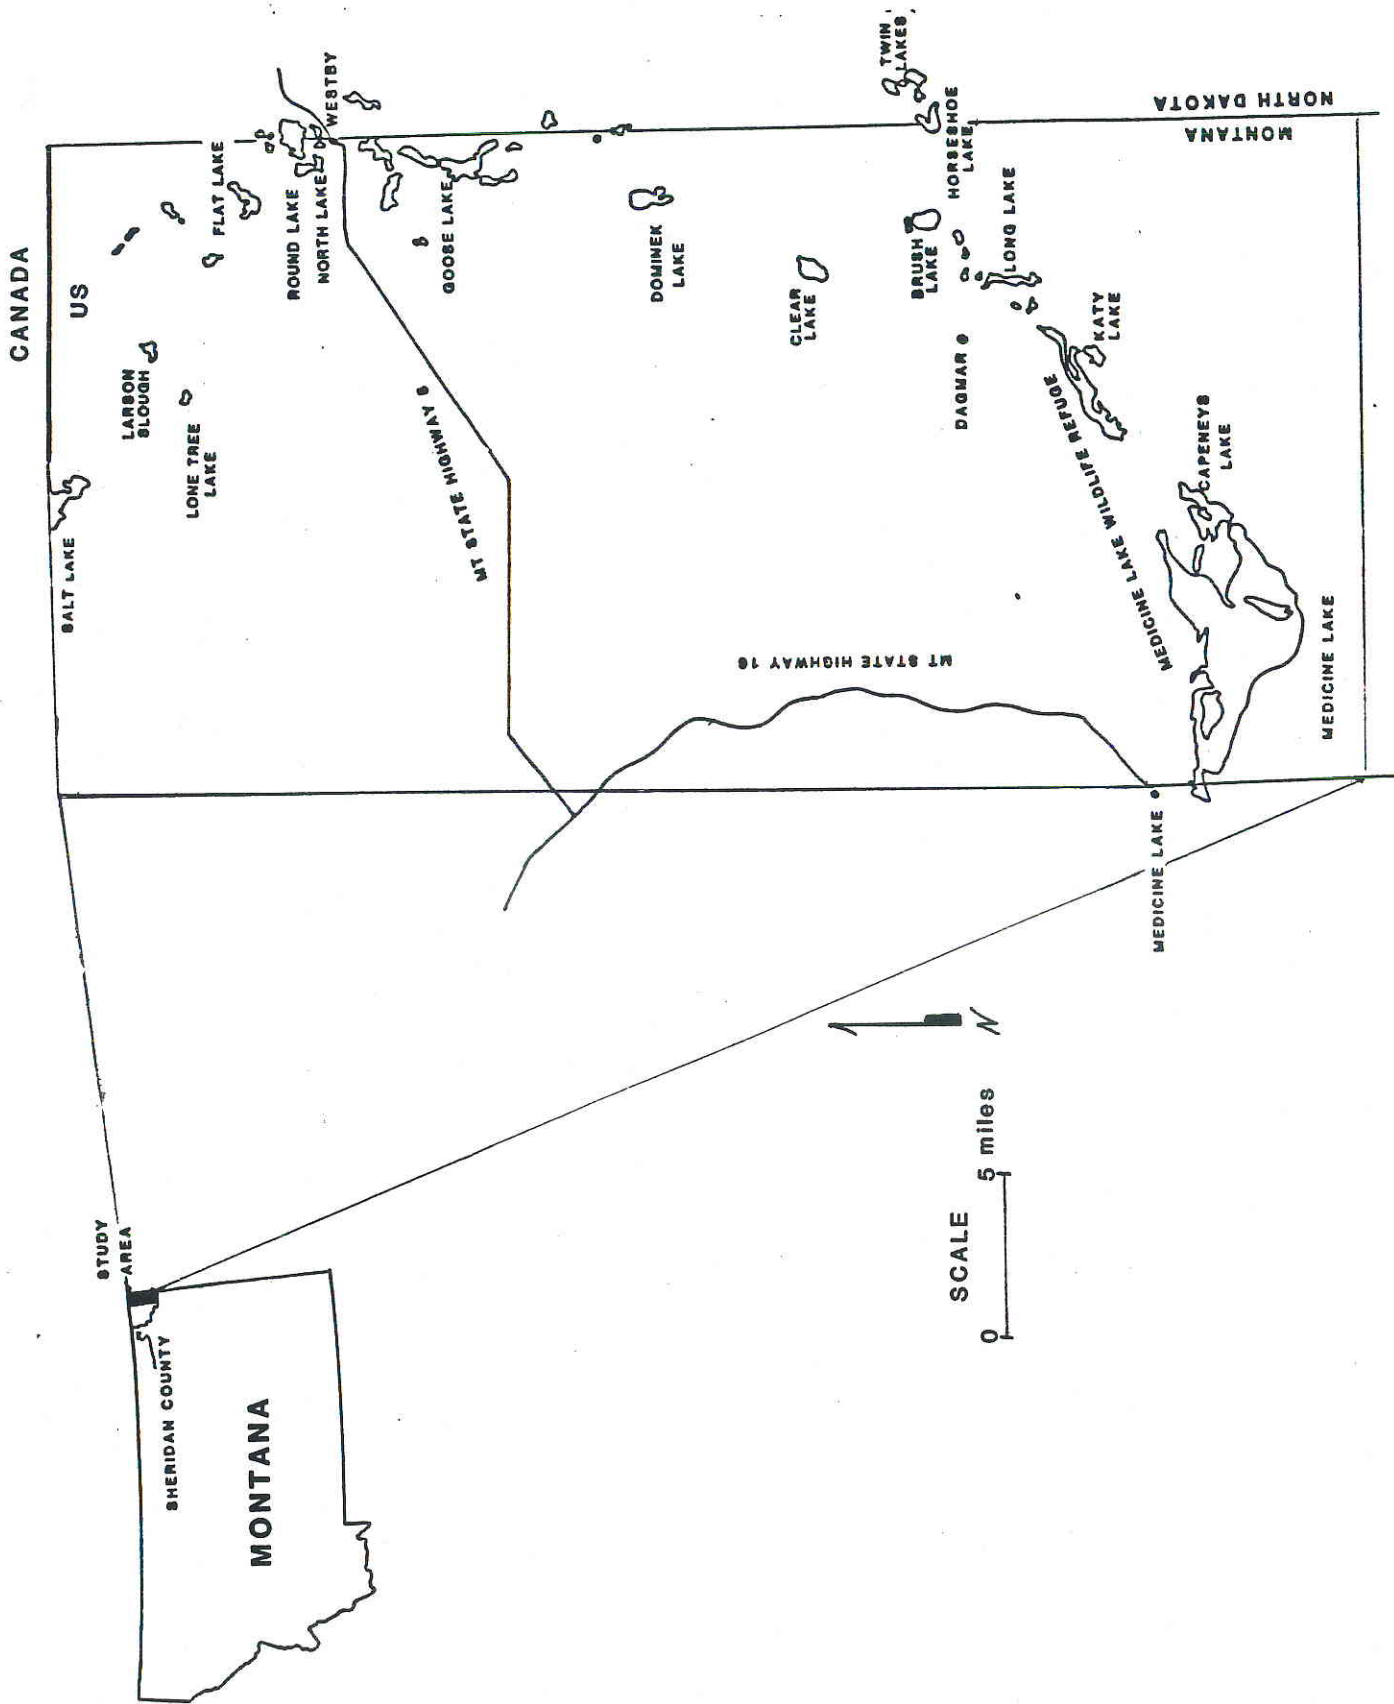 CANADA
US
SALT LAKE
LARSON
SLOUGH
LONE TREE
LAKE
FLAT LAKE
ROUND LAKE
NORTH LAKE
WESTBY
GOOSE LAKE
MT STATE HIGHWAY 5
DOMINEK
LAKE
CLEAR
LAKE
BRUSH
LAKE
TWIN
LAKES
HORSESHOE
LAKE
LONG LAKE
DAGMAR
KATY
LAKE
MEDICINE LAKE WILDLIFE REFUGE
CAPENEYS
LAKE
MT STATE HIGHWAY 16
MEDICINE LAKE
MEDICINE LAKE
NORTH DAKOTA
MONTANA
STUDY
AREA
SHERIDAN COUNTY
MONTANA
N
SCALE
0 5 miles